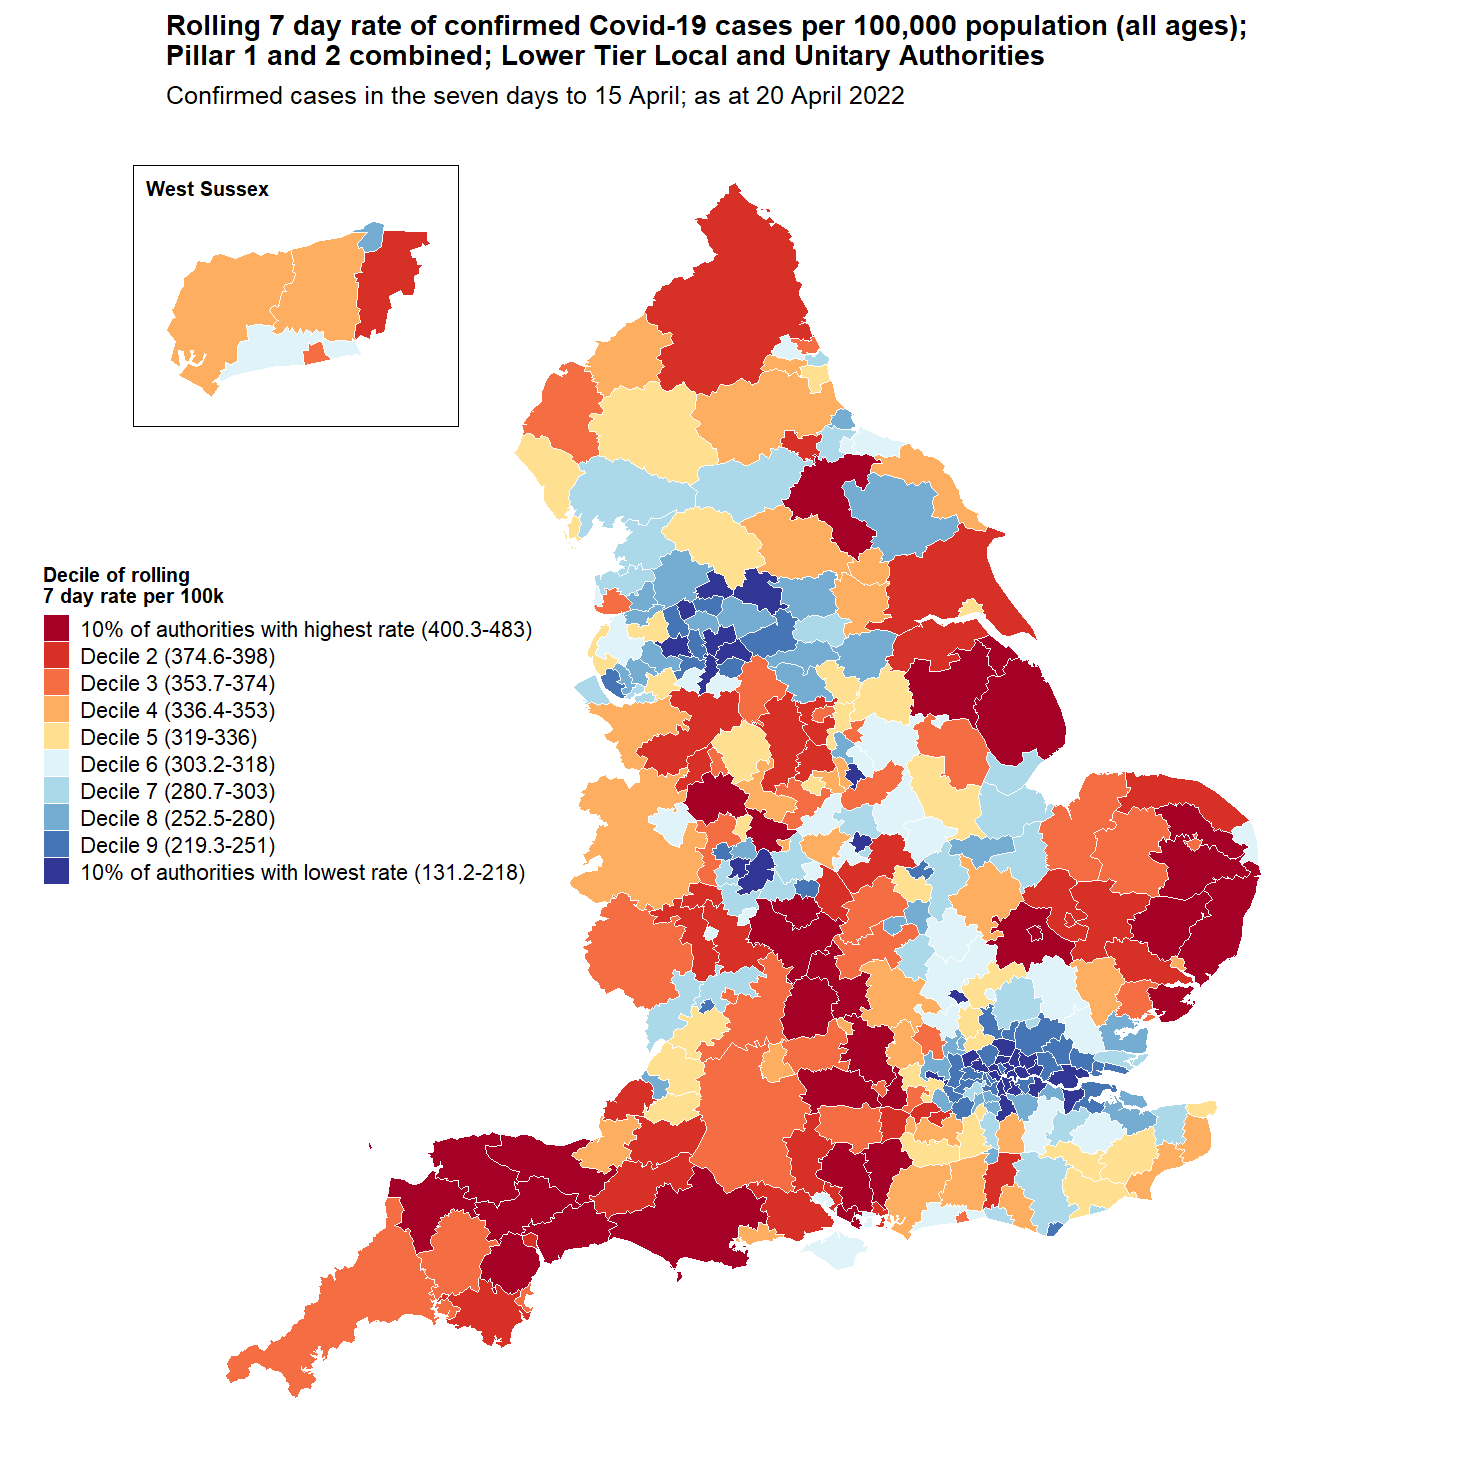 Rolling 7 day rate of confirmed Covid-19 cases per 100,000 population (all ages);
Pillar 1 and 2 combined; Lower Tier Local and Unitary Authorities
Confirmed cases in the seven days to 15 April; as at 20 April 2022
West Sussex
Decile of rolling
7 day rate per 100k
10% of authorities with highest rate (400.3-483)
Decile 2 (374.6-398)
Decile 3 (353.7-374)
Decile 4 (336.4-353)
Decile 5 (319-336)
Decile 6 (303.2-318)
Decile 7 (280.7-303)
Decile 8 (252.5-280)
Decile 9 (219.3-251)
10% of authorities with lowest rate (131.2-218)